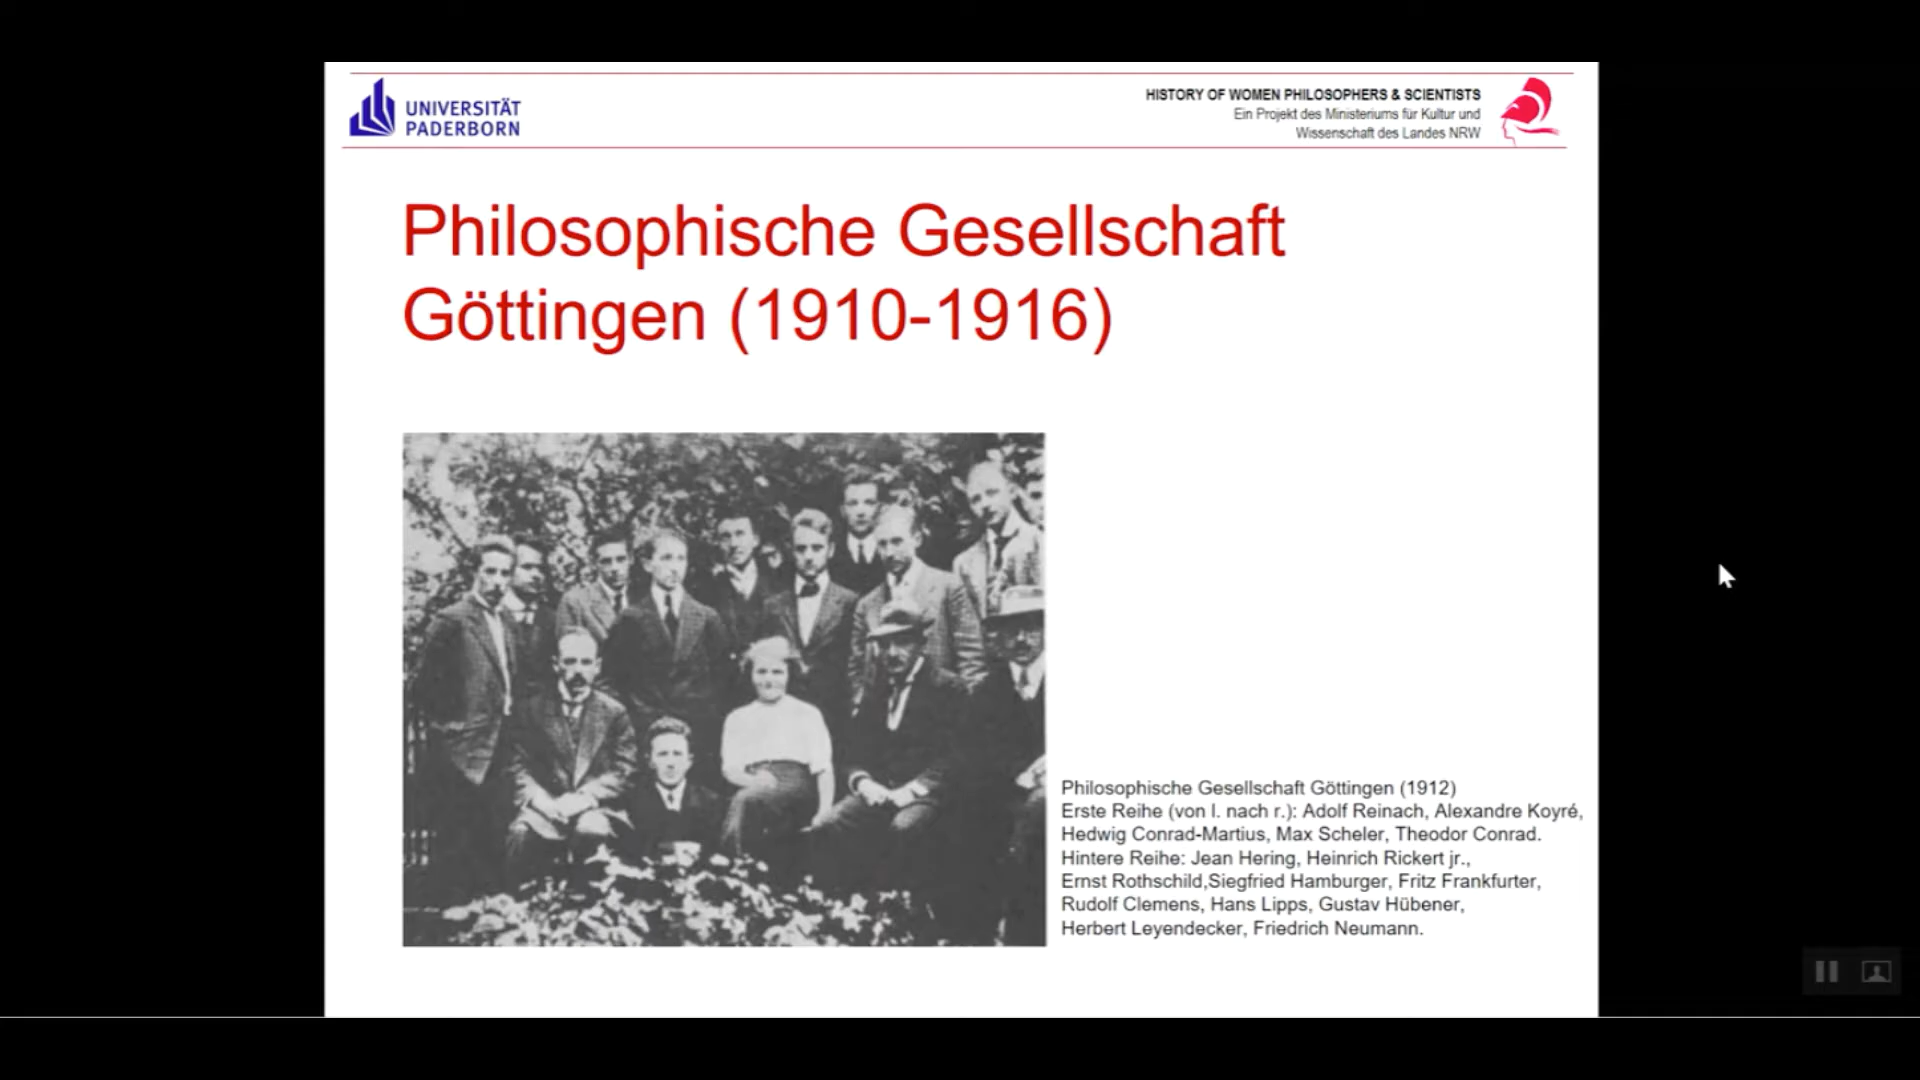 UNIVERSITÄT
PADERBORN
HISTORY OF WOMEN PHILOSOPHERS & SCIENTISTS
Ein Projekt des Ministeriums für Kultur und
Wissenschaft des Landes NRW
Philosophische Gesellschaft
Göttingen (1910-1916)
Philosophische Gesellschaft Göttingen (1912)
Erste Reihe (von l. nach r.): Adolf Reinach, Alexandre Koyré,
Hedwig Conrad-Martius, Max Scheler, Theodor Conrad.
Hintere Reihe: Jean Hering, Heinrich Rickert jr.,
Ernst Rothschild,Siegfried Hamburger, Fritz Frankfurter,
Rudolf Clemens, Hans Lipps, Gustav Hübener,
Herbert Leyendecker, Friedrich Neumann.